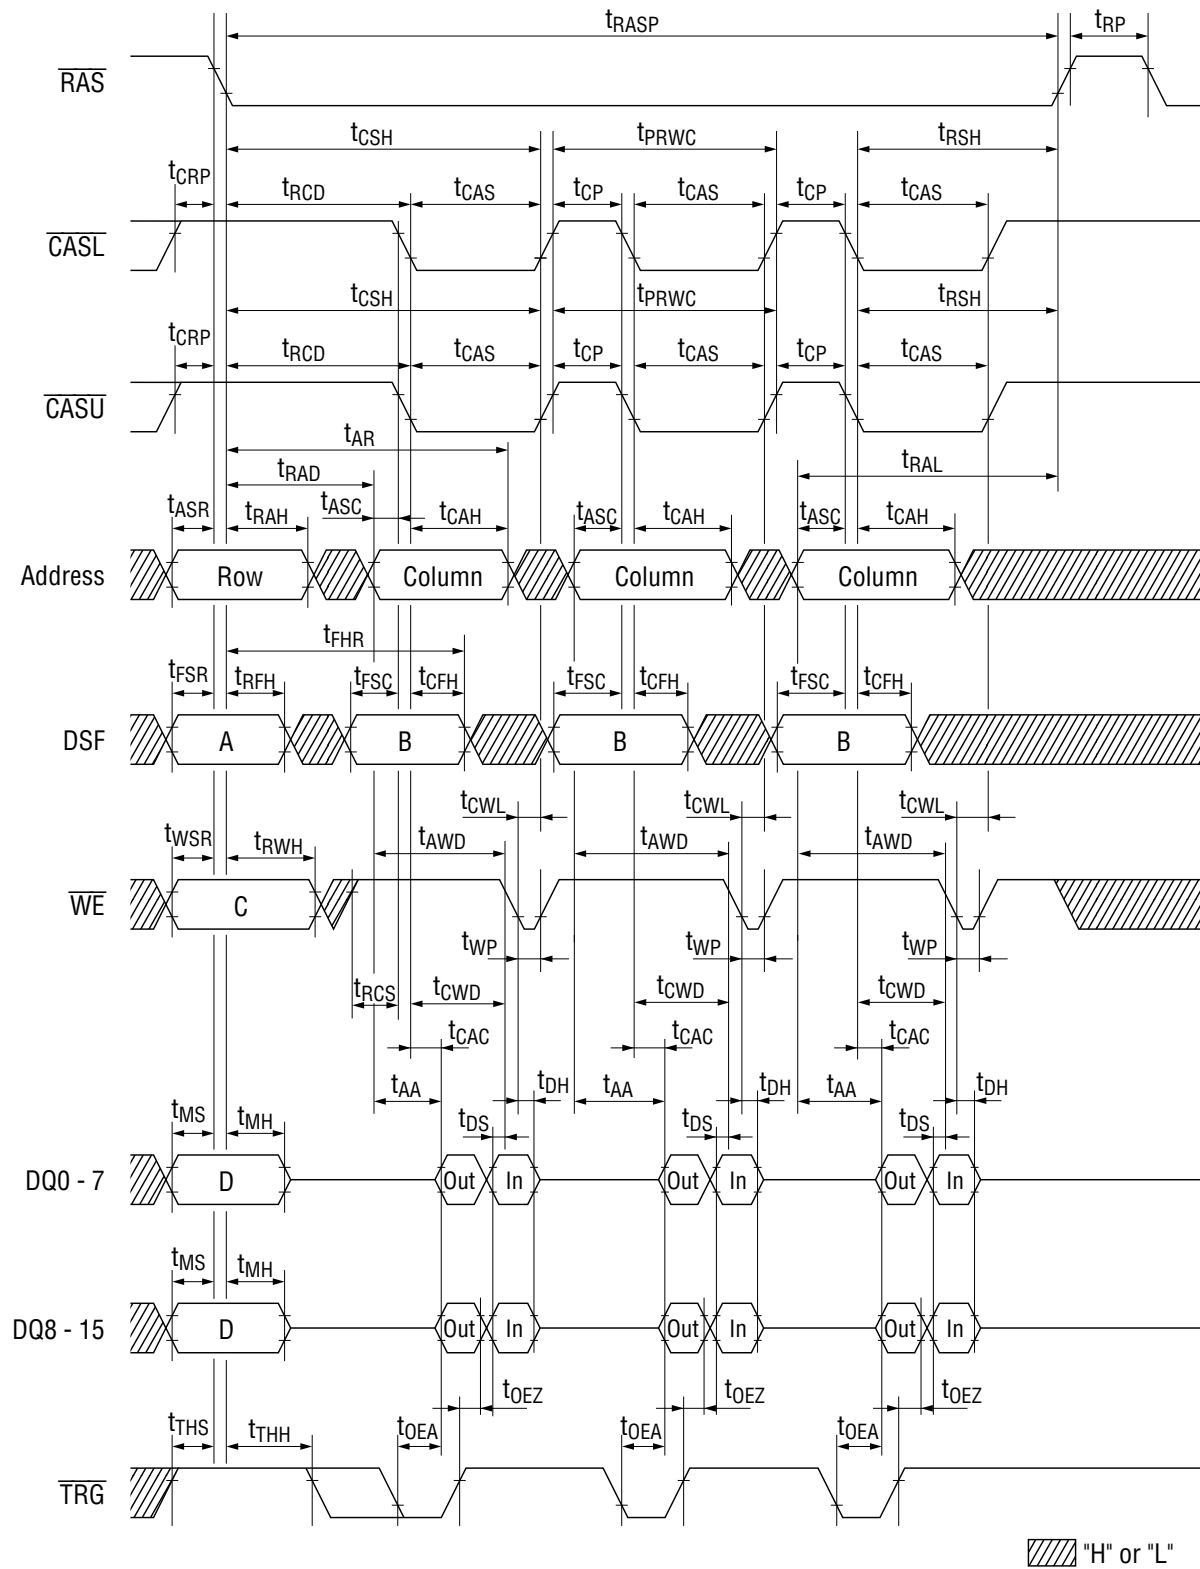 tRASP tRP
RAS
tCSH tPRWC tRSH
tCRP tRCD tCAS tCP tCAS tCP tCAS
CASL
tCSH tPRWC tRSH
tCRP tRCD tCAS tCP tCAS tCP tCAS
CASU
tAR
tRAD tRAL
tASR tRAH tASC tCAH tASC tCAH tASC tCAH
Address Row Column Column Column
tFHR
tFSR tRFH tFSC tCFH tFSC tCFH tFSC tCFH
DSF A B B B
tCWL tCWL tCWL
tWSR tRWH tAWD tAWD tAWD
WE C
tWP tWP tWP
tRCS tCWD tCWD tCWD
tCAC tCAC tCAC
tAA tDH tAA tDH tAA tDH
tMS tMH tDS tDS tDS
DQ0 - 7 D Out In Out In Out In
tMS tMH
DQ8 - 15 D Out In Out In Out In
tOEZ tOEZ tOEZ
tTHS tTHH tOEA tOEA tOEA
TRG
"H" or "L"